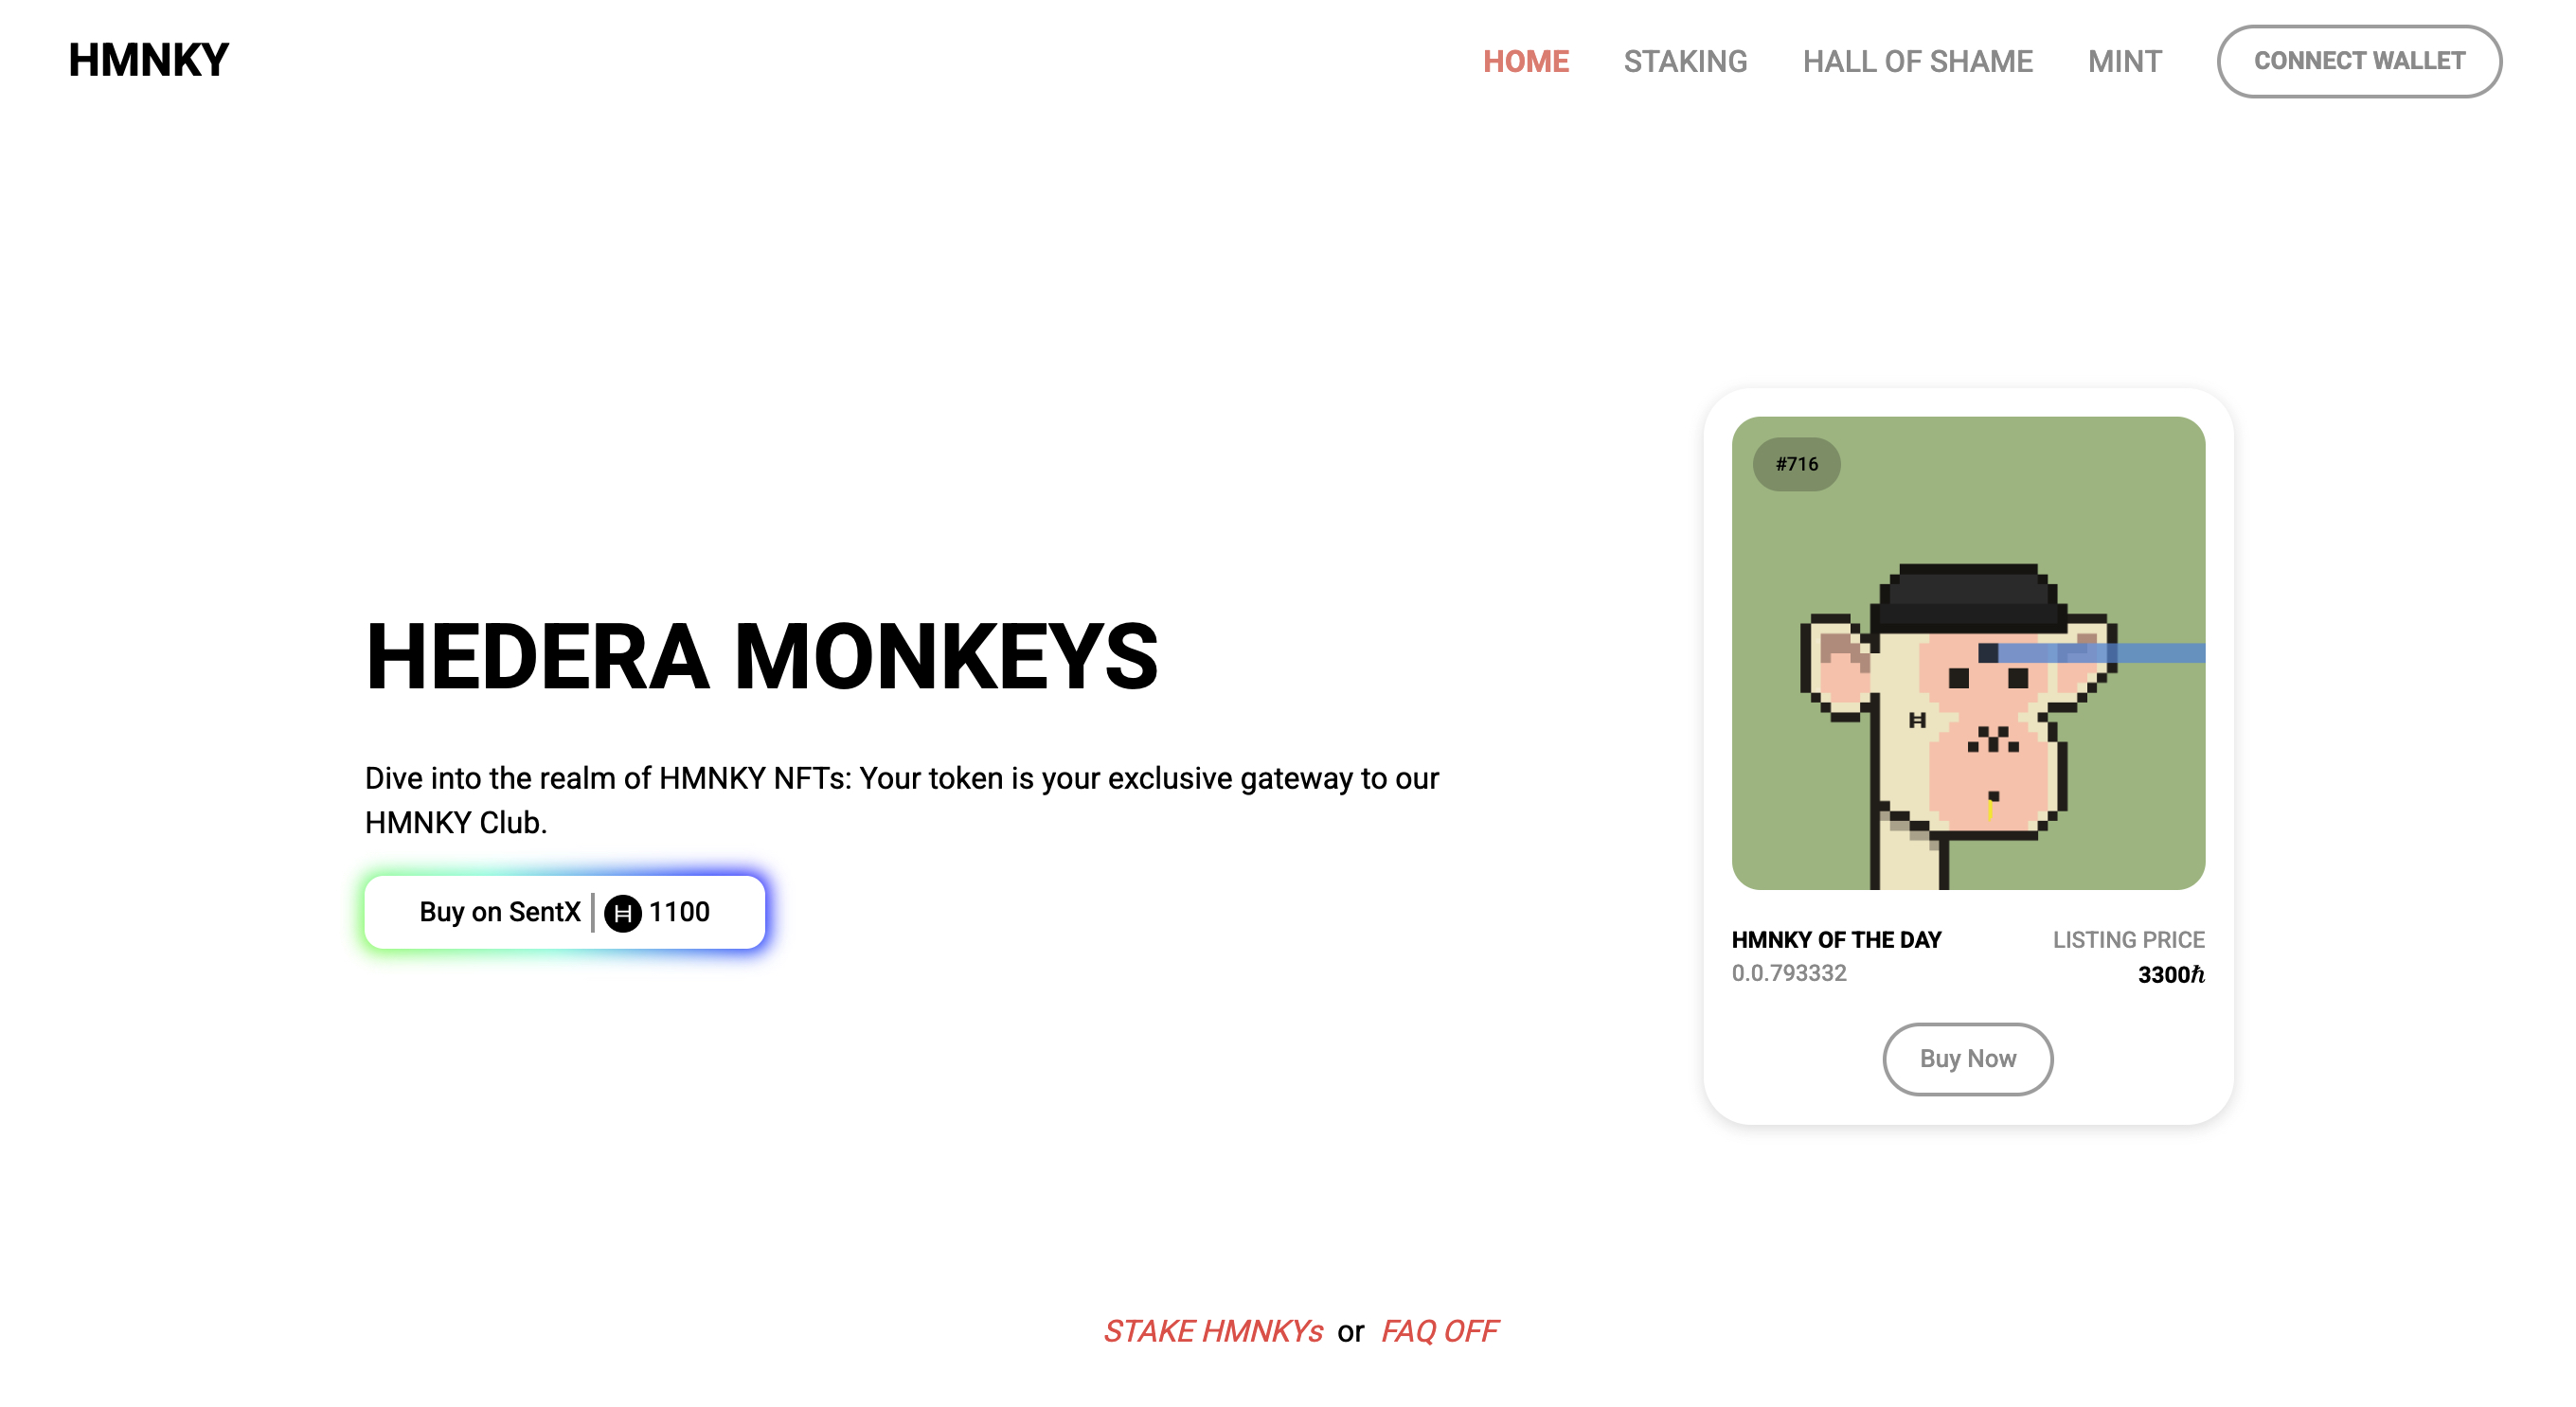 HMNKY
HOME
STAKING
HALL OF SHAME
MINT
CONNECT WALLET
#716
HEDERA MONKEYS
Dive into the realm of HMNKY NFTs: Your token is your exclusive gateway to our
HMNKY Club.
Buy on SentX | 1100
HMNKY OF THE DAY
LISTING PRICE
0.0.793332
3300ℏ
Buy Now
STAKE HMNKYs or FAQ OFF